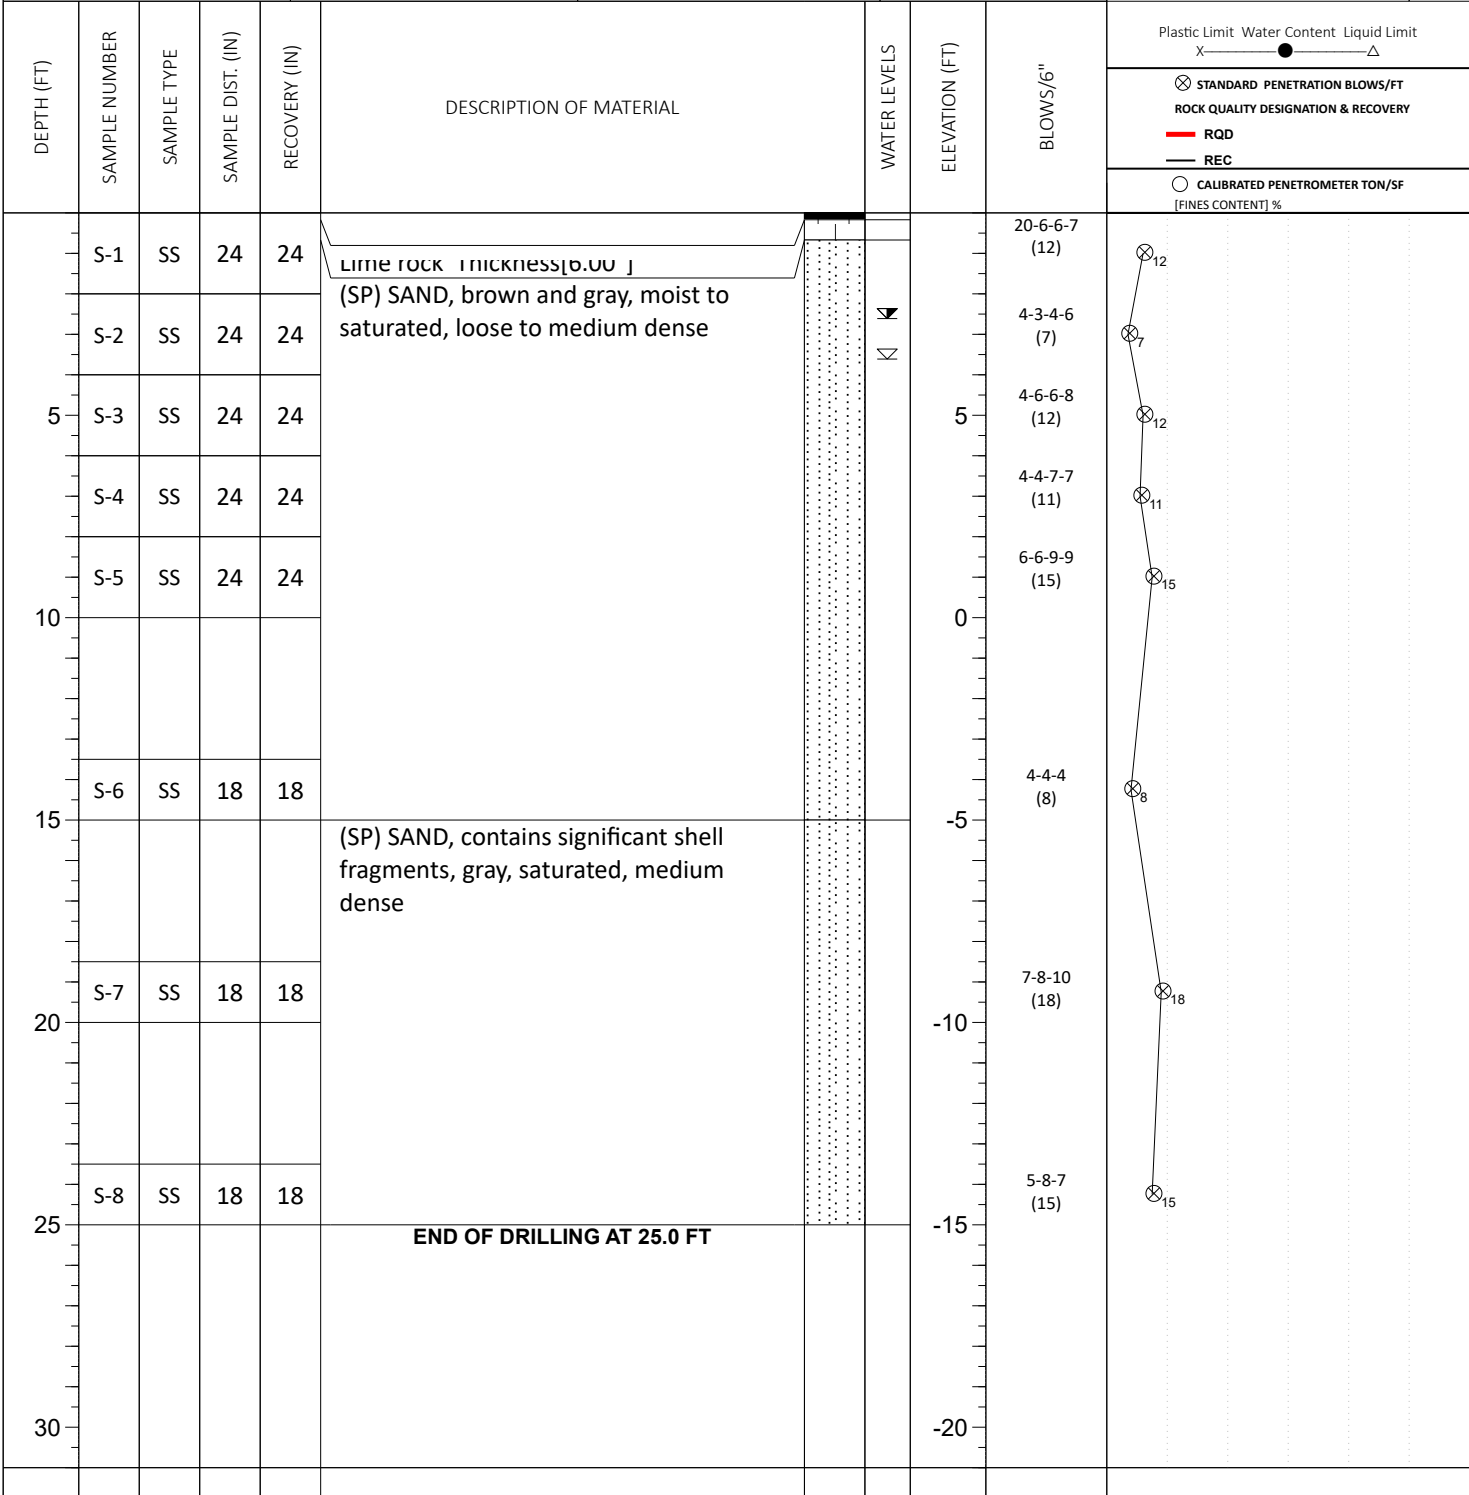 DEPTH (FT)
SAMPLE NUMBER
SAMPLE TYPE
SAMPLE DIST. (IN)
RECOVERY (IN)
DESCRIPTION OF MATERIAL
WATER LEVELS
ELEVATION (FT)
BLOWS/6"
Plastic Limit Water Content Liquid Limit
X
STANDARD PENETRATION BLOWS/FT
ROCK QUALITY DESIGNATION & RECOVERY
RQD
REC
CALIBRATED PENETROMETER TON/SF
[FINES CONTENT] %
20-6-6-7
S-1 SS 24 24 (12) 12
Lime rock Thickness[6.00 ]
(SP) SAND, brown and gray, moist to
saturated, loose to medium dense
4-3-4-6
S-2 SS 24 24 (7) 7
4-6-6-8
5 S-3 SS 24 24 5 (12) 12
4-4-7-7
S-4 SS 24 24 (11) 11
6-6-9-9
S-5 SS 24 24 (15) 15
10 0
4-4-4
S-6 SS 18 18 (8) 8
15 -5
(SP) SAND, contains significant shell
fragments, gray, saturated, medium
dense
7-8-10
S-7 SS 18 18 (18) 18
20 -10
5-8-7
S-8 SS 18 18 (15) 15
25 -15
END OF DRILLING AT 25.0 FT
30 -20